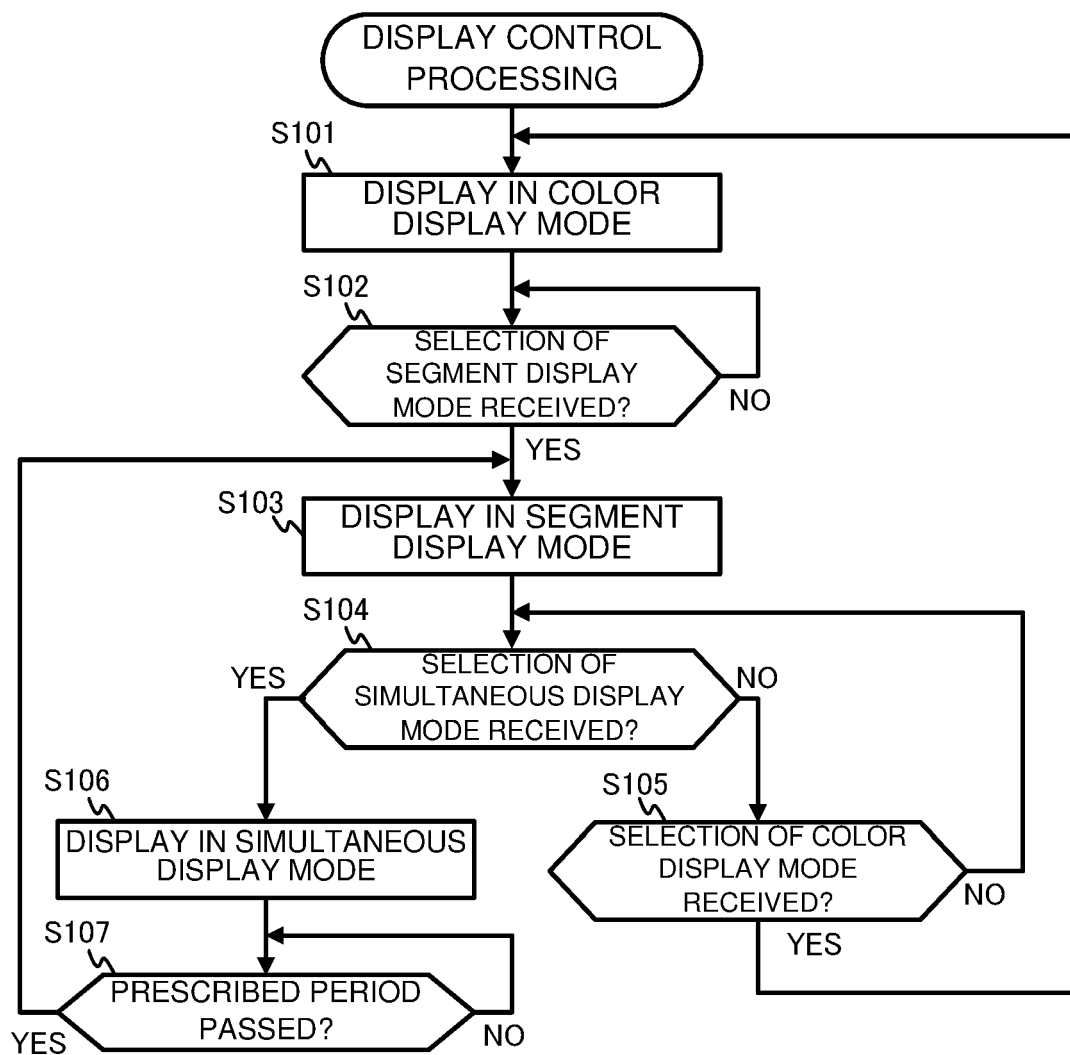 DISPLAY CONTROL
PROCESSING
S101
DISPLAY IN COLOR
DISPLAY MODE
S102
SELECTION OF
SEGMENT DISPLAY
MODE RECEIVED?
NO
YES
S103
DISPLAY IN SEGMENT
DISPLAY MODE
S104
SELECTION OF
SIMULTANEOUS DISPLAY
MODE RECEIVED?
YES
NO
S106
DISPLAY IN SIMULTANEOUS
DISPLAY MODE
S105
SELECTION OF COLOR
DISPLAY MODE
RECEIVED?
NO
YES
S107
PRESCRIBED PERIOD
PASSED?
YES
NO